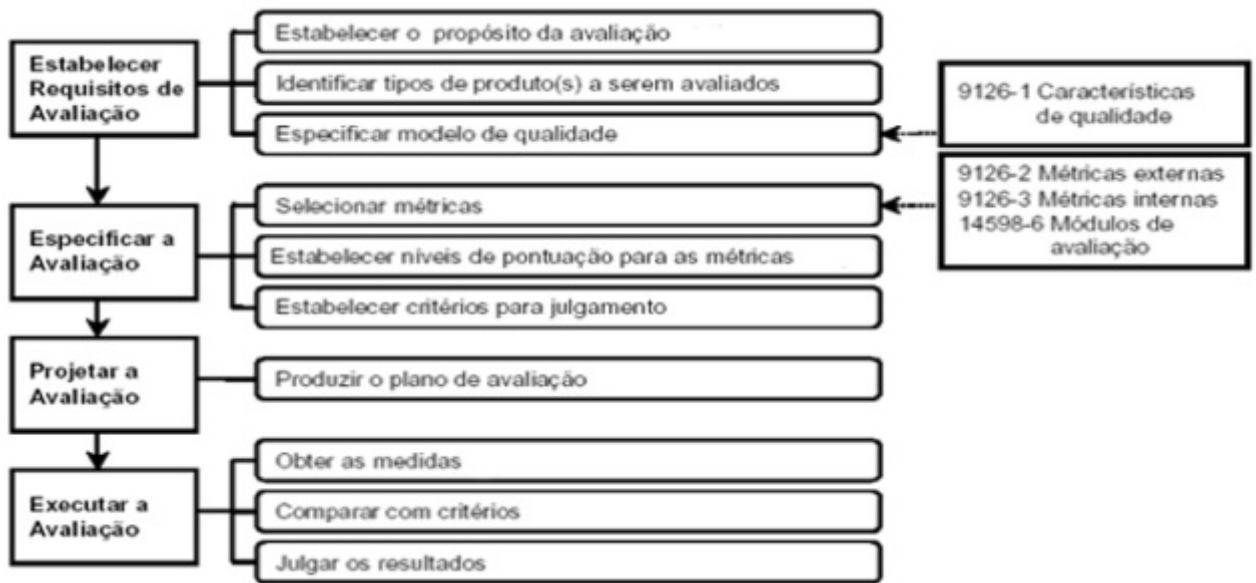 Estabelecer
Requisitos de
Avaliação
Estabelecer o propósito da avaliação
Identificar tipos de produto(s) a serem avaliados
Especificar modelo de qualidade
9126-1 Características
de qualidade
Especificar a
Avaliação
Selecionar métricas
Estabelecer níveis de pontuação para as métricas
Estabelecer critérios para julgamento
9126-2 Métricas externas
9126-3 Métricas internas
14598-6 Módulos de
avaliação
Projetar a
Avaliação
Produzir o plano de avaliação
Executar a
Avaliação
Obter as medidas
Comparar com critérios
Julgar os resultados